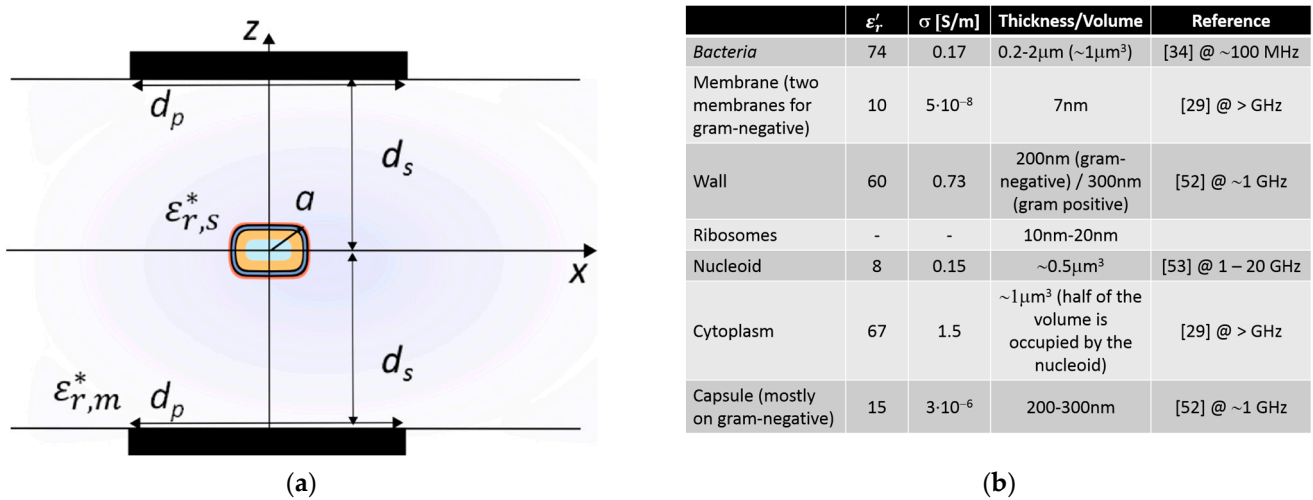 z
d_p
d_s
ε*_{r,s}
a
x
d_s
ε*_{r,m}
d_p
(a)
ε′_r σ [S/m] Thickness/Volume Reference
Bacteria 74 0.17 0.2-2μm (~1μm³) [34] @ ~100 MHz
Membrane (two
membranes for
gram-negative)
10 5·10⁻⁸ 7nm [29] @ > GHz
Wall 60 0.73
200nm (gram-
negative) / 300nm
(gram positive)
[52] @ ~1 GHz
Ribosomes - - 10nm-20nm
Nucleoid 8 0.15 ~0.5μm³ [53] @ 1 – 20 GHz
Cytoplasm 67 1.5
~1μm³ (half of the
volume is
occupied by the
nucleoid)
[29] @ > GHz
Capsule (mostly
on gram-negative)
15 3·10⁻⁶ 200-300nm [52] @ ~1 GHz
(b)